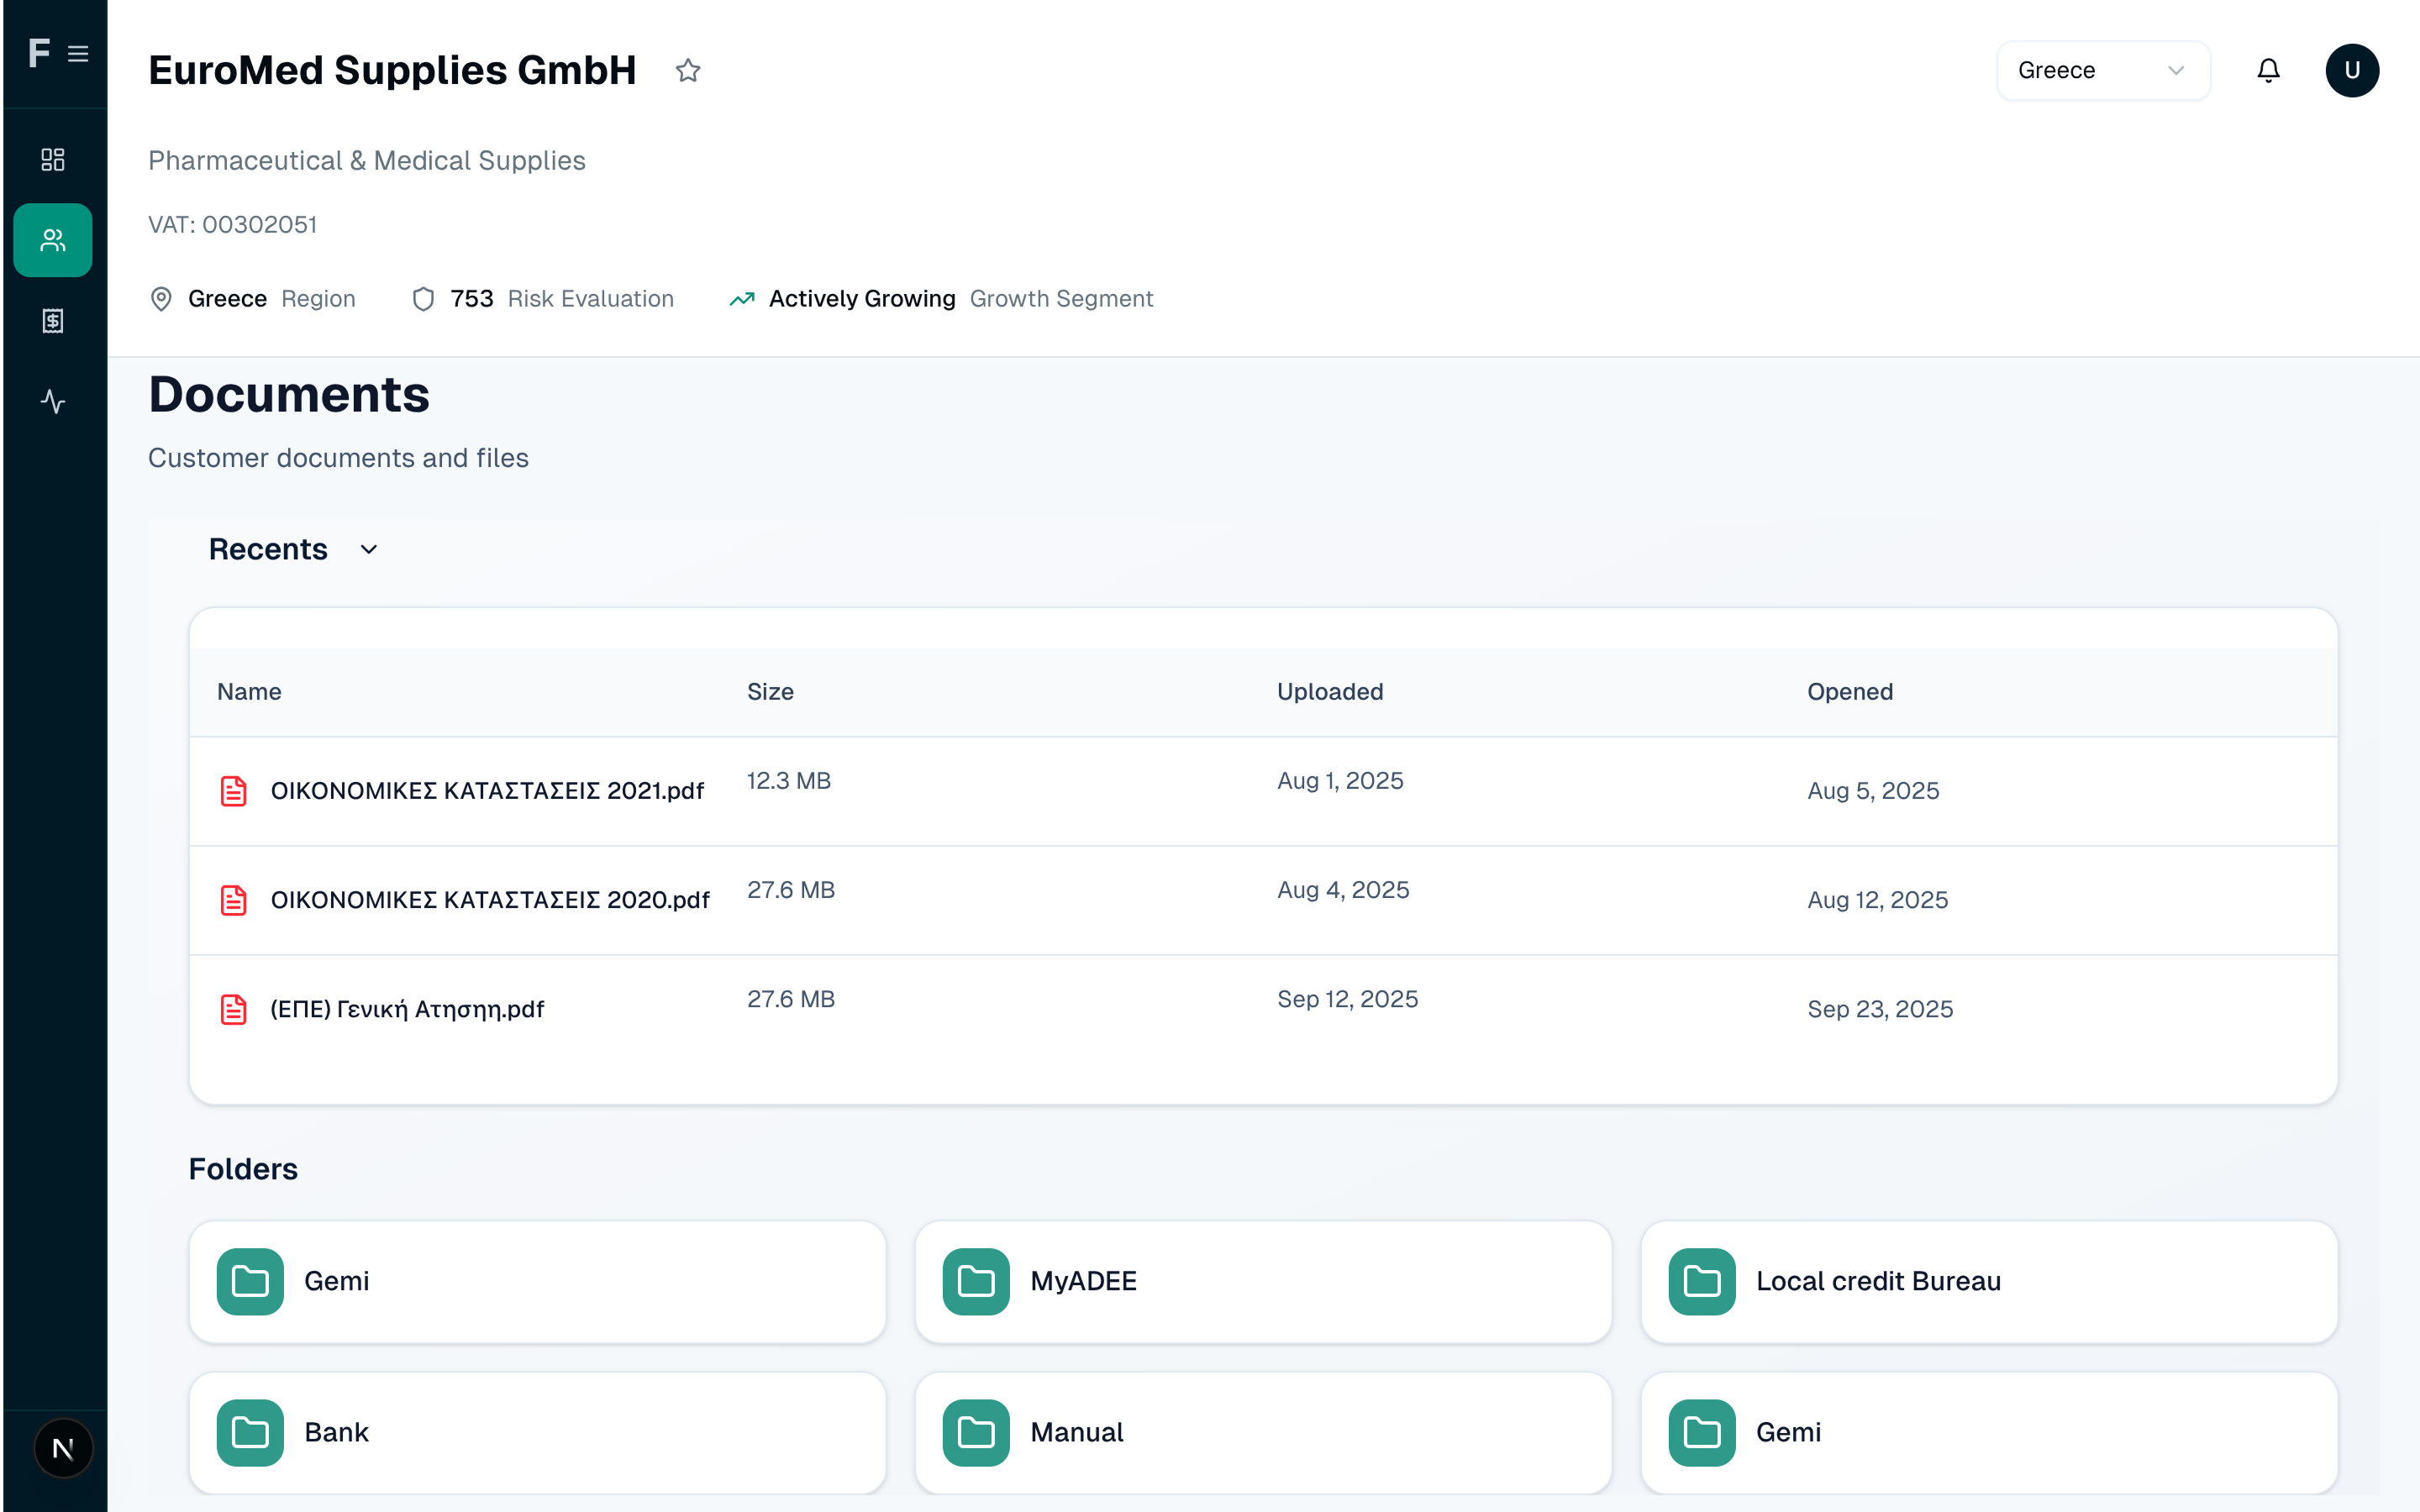 F
EuroMed Supplies GmbH
Greece
U
Pharmaceutical & Medical Supplies
VAT: 00302051
Greece Region 753 Risk Evaluation Actively Growing Growth Segment
Documents
Customer documents and files
Recents
Name Size Uploaded Opened
ΟΙΚΟΝΟΜΙΚΕΣ ΚΑΤΑΣΤΑΣΕΙΣ 2021.pdf 12.3 MB Aug 1, 2025 Aug 5, 2025
ΟΙΚΟΝΟΜΙΚΕΣ ΚΑΤΑΣΤΑΣΕΙΣ 2020.pdf 27.6 MB Aug 4, 2025 Aug 12, 2025
(ΕΠΕ) Γενική Ατησηη.pdf 27.6 MB Sep 12, 2025 Sep 23, 2025
Folders
Gemi MyADEE Local credit Bureau
Bank Manual Gemi
N